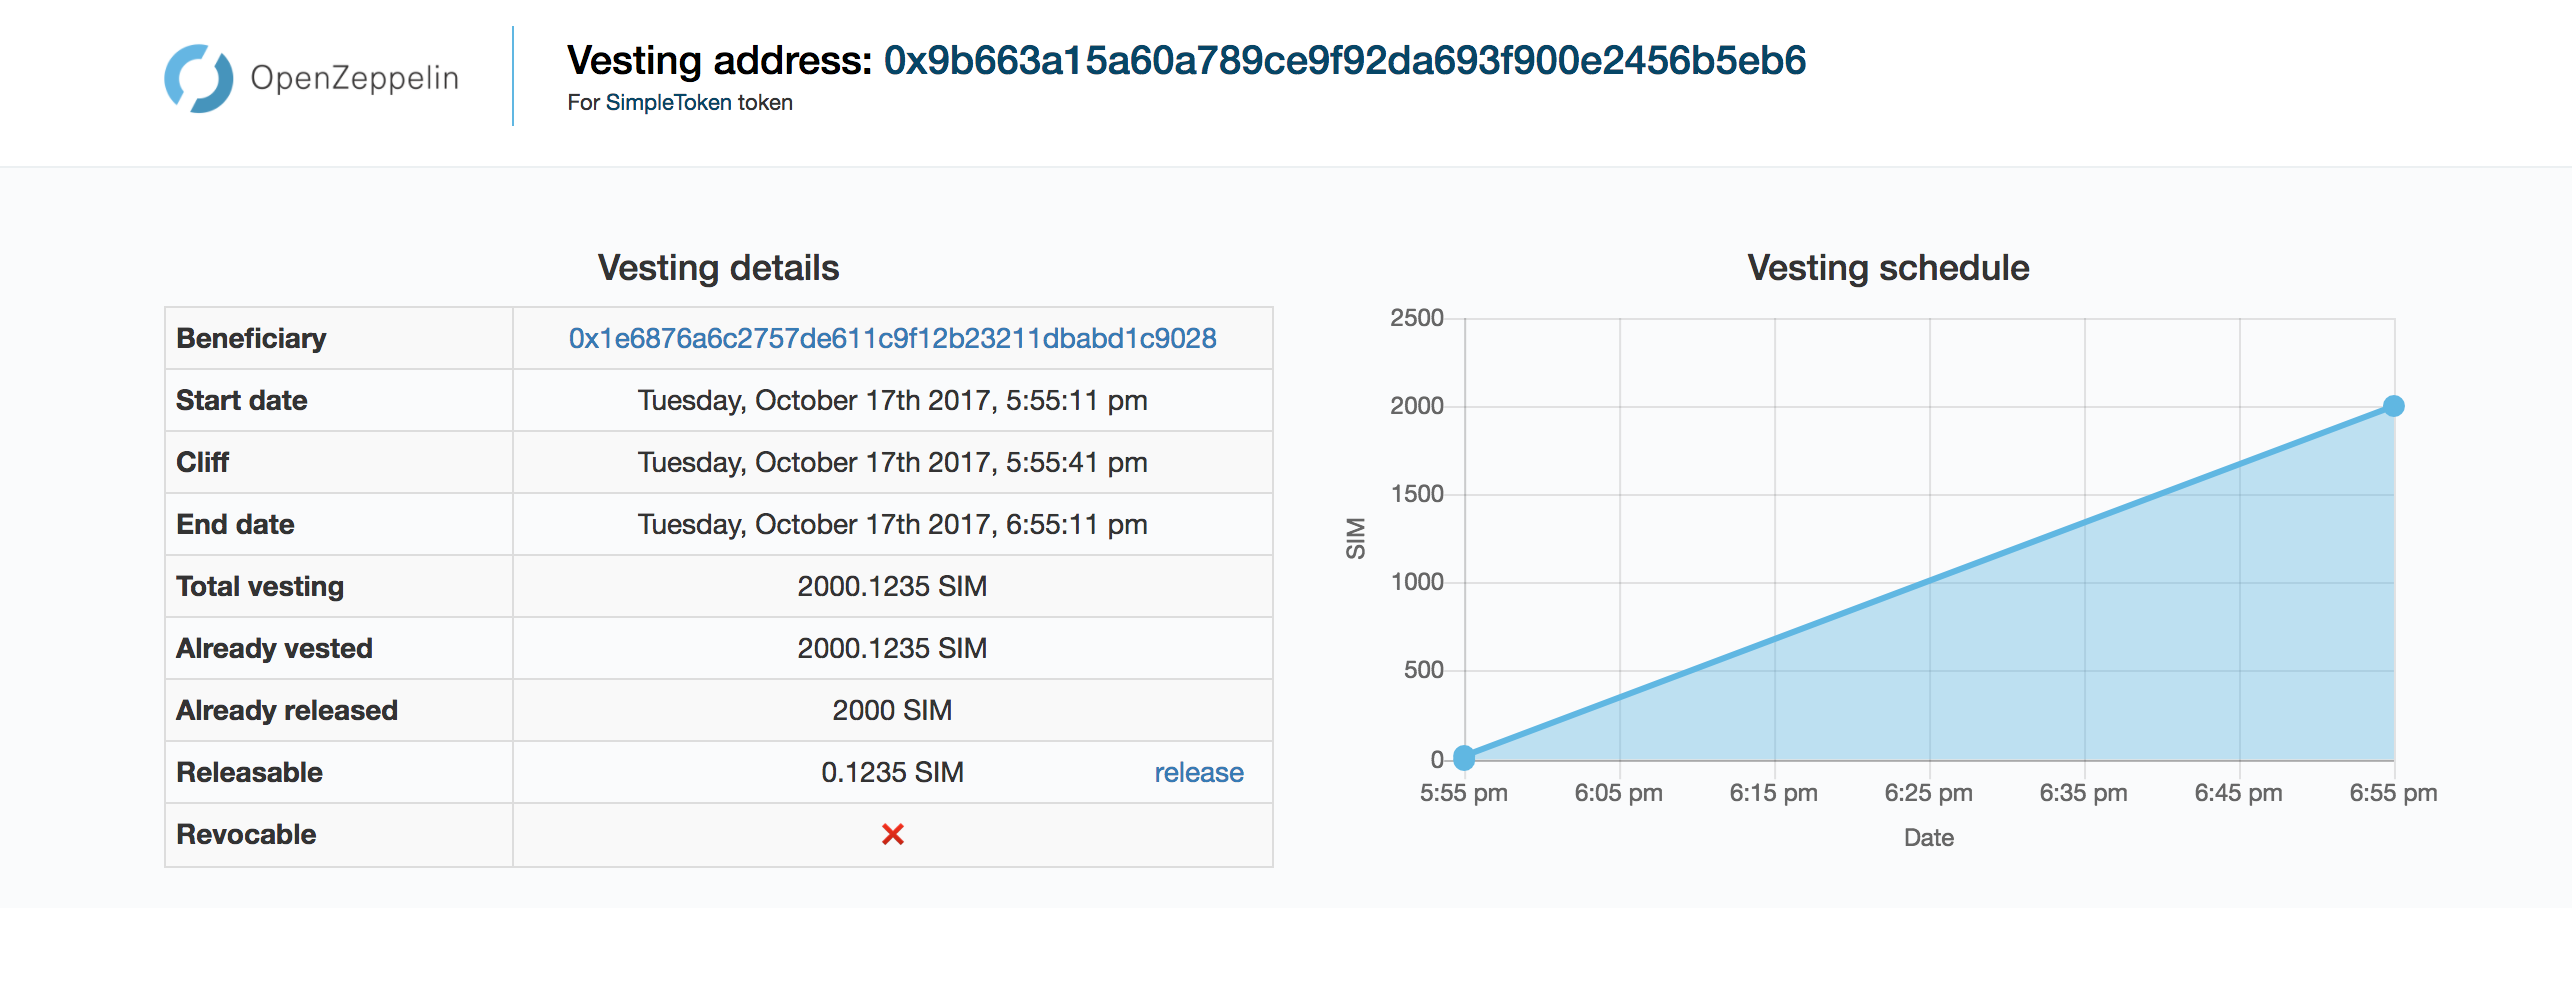 OpenZeppelin
Vesting address: 0x9b663a15a60a789ce9f92da693f900e2456b5eb6
For SimpleToken token
Vesting details
Beneficiary 0x1e6876a6c2757de611c9f12b23211dbabd1c9028
Start date Tuesday, October 17th 2017, 5:55:11 pm
Cliff Tuesday, October 17th 2017, 5:55:41 pm
End date Tuesday, October 17th 2017, 6:55:11 pm
Total vesting 2000.1235 SIM
Already vested 2000.1235 SIM
Already released 2000 SIM
Releasable 0.1235 SIM release
Revocable
Vesting schedule
2500
2000
1500
1000
500
0
SIM
5:55 pm 6:05 pm 6:15 pm 6:25 pm 6:35 pm 6:45 pm 6:55 pm
Date